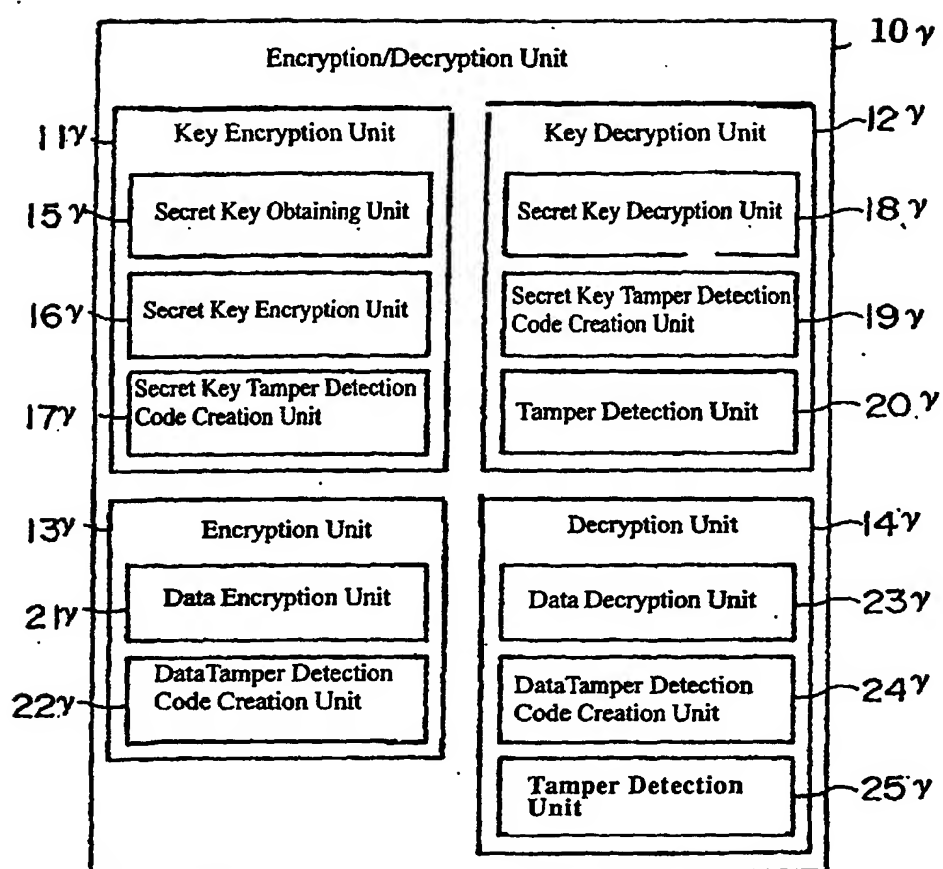 10γ
Encryption/Decryption Unit
11γ
Key Encryption Unit
15γ
Secret Key Obtaining Unit
16γ
Secret Key Encryption Unit
17γ
Secret Key Tamper Detection
Code Creation Unit
12γ
Key Decryption Unit
18γ
Secret Key Decryption Unit
19γ
Secret Key Tamper Detection
Code Creation Unit
20γ
Tamper Detection Unit
13γ
Encryption Unit
21γ
Data Encryption Unit
22γ
DataTamper Detection
Code Creation Unit
14γ
Decryption Unit
23γ
Data Decryption Unit
24γ
DataTamper Detection
Code Creation Unit
25γ
Tamper Detection
Unit